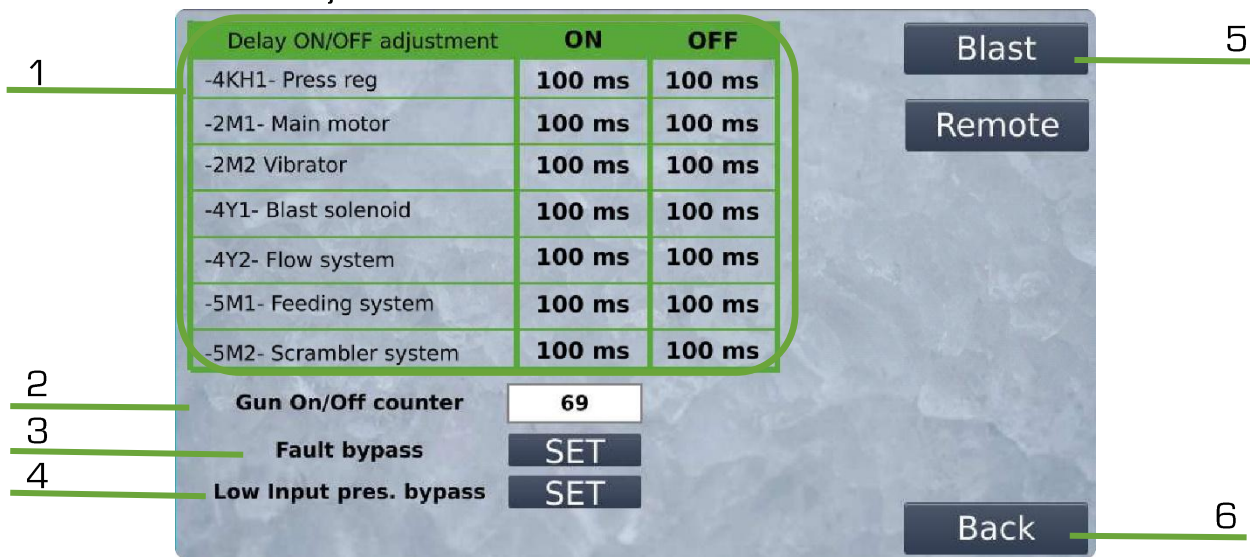 Delay ON/OFF adjustment ON OFF
-4KH1- Press reg 100 ms 100 ms
-2M1- Main motor 100 ms 100 ms
-2M2 Vibrator 100 ms 100 ms
-4Y1- Blast solenoid 100 ms 100 ms
-4Y2- Flow system 100 ms 100 ms
-5M1- Feeding system 100 ms 100 ms
-5M2- Scrambler system 100 ms 100 ms
Gun On/Off counter 69
Fault bypass SET
Low Input pres. bypass SET
Blast
Remote
Back
1
2
3
4
5
6